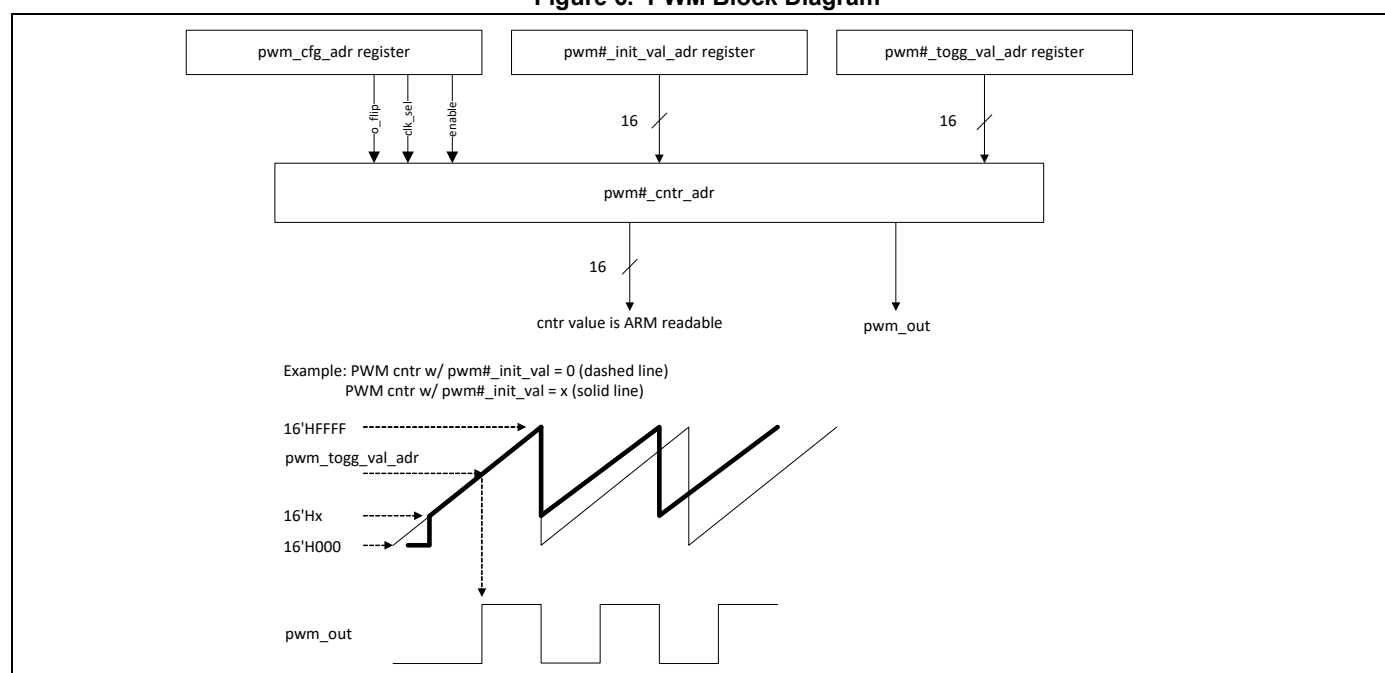 Figure 6. PWM Block Diagram
pwm_cfg_adr register
pwm#_init_val_adr register
pwm#_togg_val_adr register
o_flip
clk_sel
enable
16
16
pwm#_cntr_adr
16
cntr value is ARM readable
pwm_out
Example: PWM cntr w/ pwm#_init_val = 0 (dashed line)
PWM cntr w/ pwm#_init_val = x (solid line)
16'HFFFF
pwm_togg_val_adr
16'Hx
16'H000
pwm_out